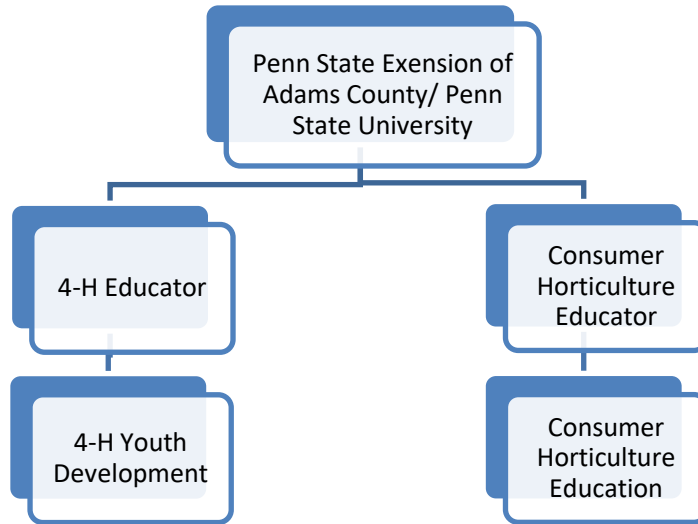 Penn State Exension of
Adams County/ Penn
State University
4-H Educator
Consumer
Horticulture
Educator
4-H Youth
Development
Consumer
Horticulture
Education